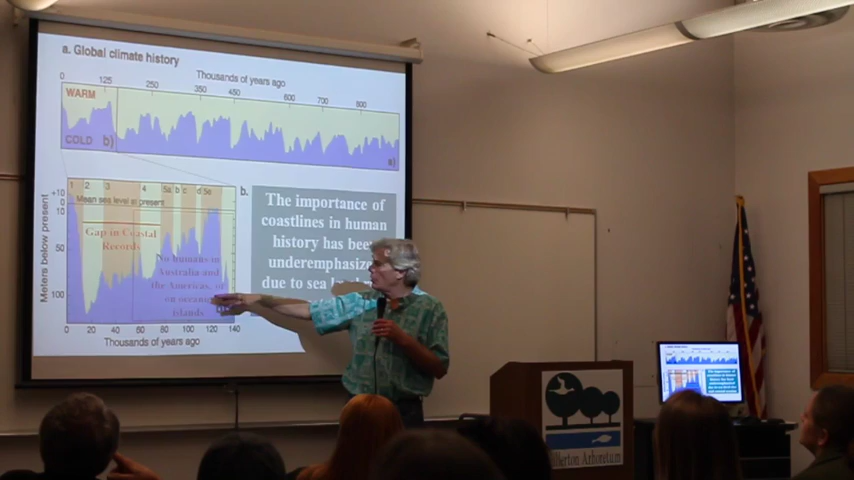 a. Global climate history
Thousands of years ago
0 125 250 350 450 600 700 800
WARM
COLD b)
a)
b.
1 2 3 4 5a b c d 5e
+10
0
10
50
100
Mean sea level at present
Meters below present
Gap in Coastal
Records
No humans in
Australia and
the Americas, or
on oceanic
islands
0 20 40 60 80 100 120 140
Thousands of years ago
The importance of
coastlines in human
history has been
underemphasize
due to sea
llerton Arboretum